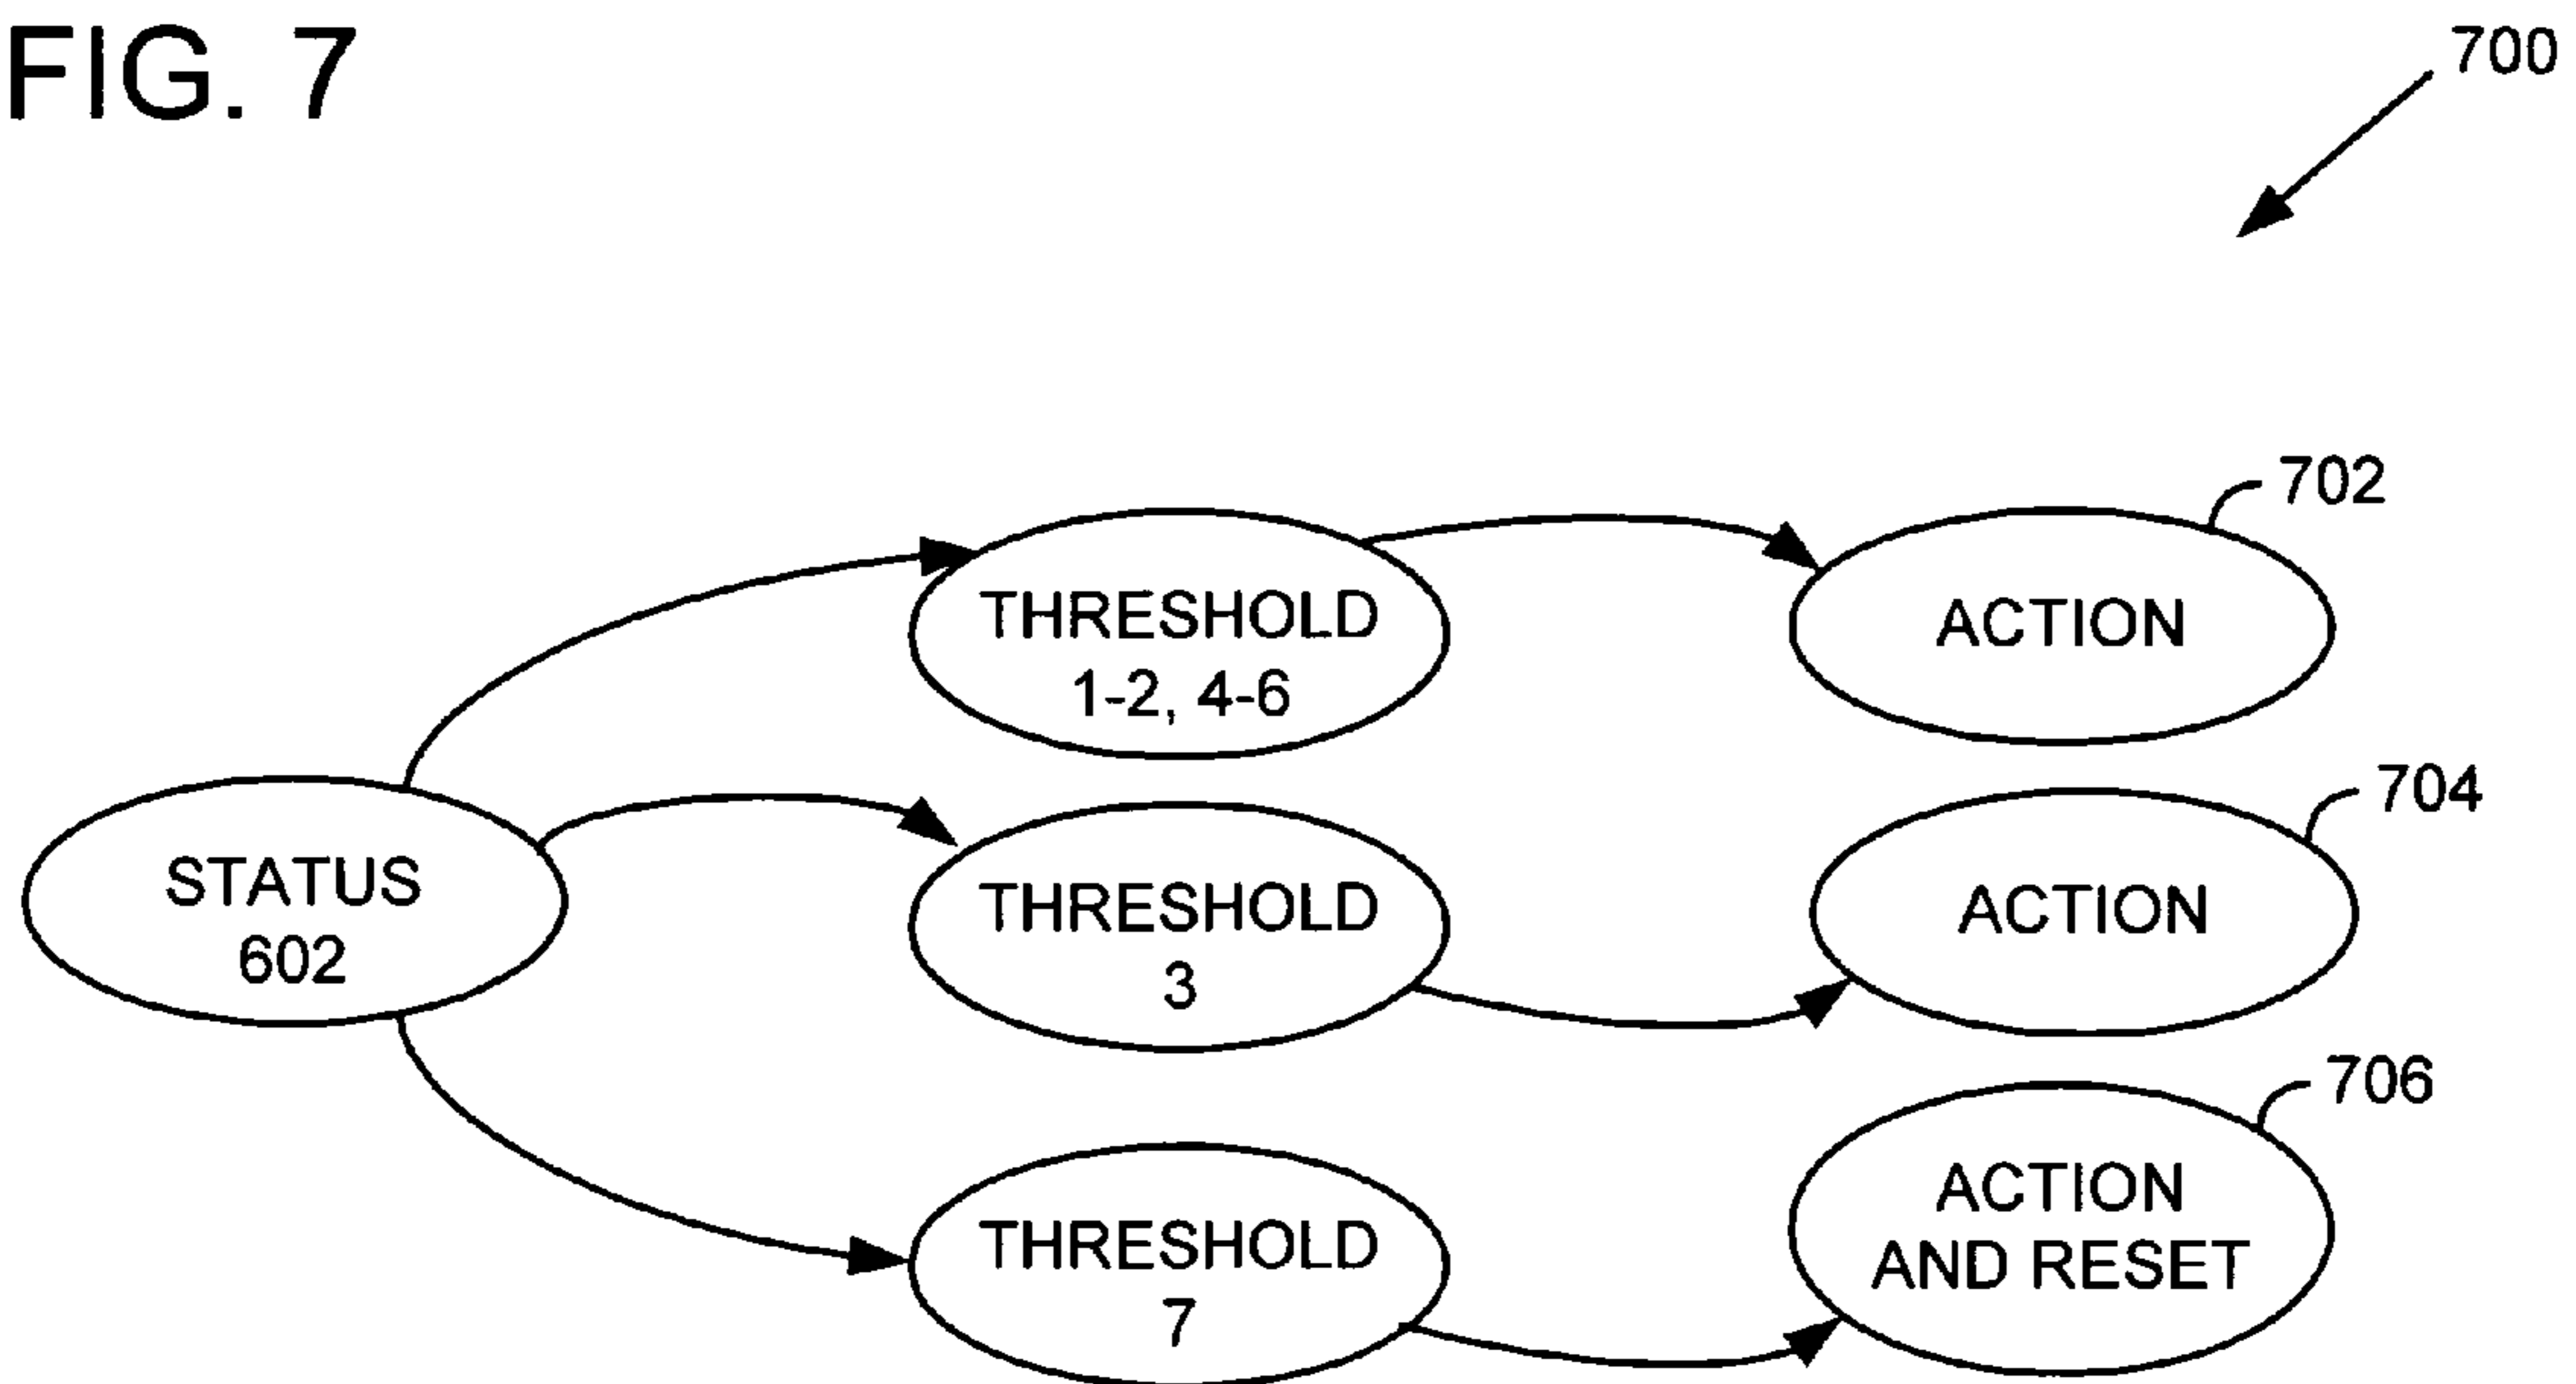 FIG. 7
700
702
THRESHOLD
1-2, 4-6
ACTION
704
STATUS
602
THRESHOLD
3
ACTION
706
THRESHOLD
7
ACTION
AND RESET